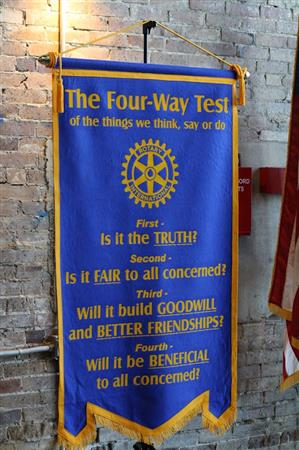 The Four-Way Test
of the things we think, say or do
ROTARY
INTERNATIONAL
First-
Is it the TRUTH?
Second-
Is it FAIR to all concerned?
Third-
Will it build GOODWILL
and BETTER FRIENDSHIPS?
Fourth-
Will it be BENEFICIAL
to all concerned?